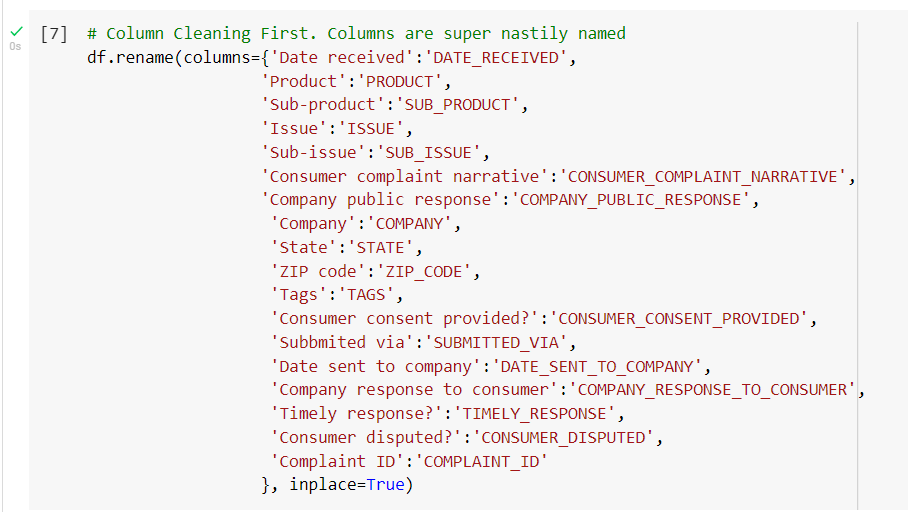 [7] # Column Cleaning First. Columns are super nastily named
0s
df.rename(columns={'Date received':'DATE_RECEIVED',
'Product':'PRODUCT',
'Sub-product':'SUB_PRODUCT',
'Issue':'ISSUE',
'Sub-issue':'SUB_ISSUE',
'Consumer complaint narrative':'CONSUMER_COMPLAINT_NARRATIVE',
'Company public response':'COMPANY_PUBLIC_RESPONSE',
'Company':'COMPANY',
'State':'STATE',
'ZIP code':'ZIP_CODE',
'Tags':'TAGS',
'Consumer consent provided?':'CONSUMER_CONSENT_PROVIDED',
'Subbmited via':'SUBMITTED_VIA',
'Date sent to company':'DATE_SENT_TO_COMPANY',
'Company response to consumer':'COMPANY_RESPONSE_TO_CONSUMER',
'Timely response?':'TIMELY_RESPONSE',
'Consumer disputed?':'CONSUMER_DISPUTED',
'Complaint ID':'COMPLAINT_ID'
}, inplace=True)